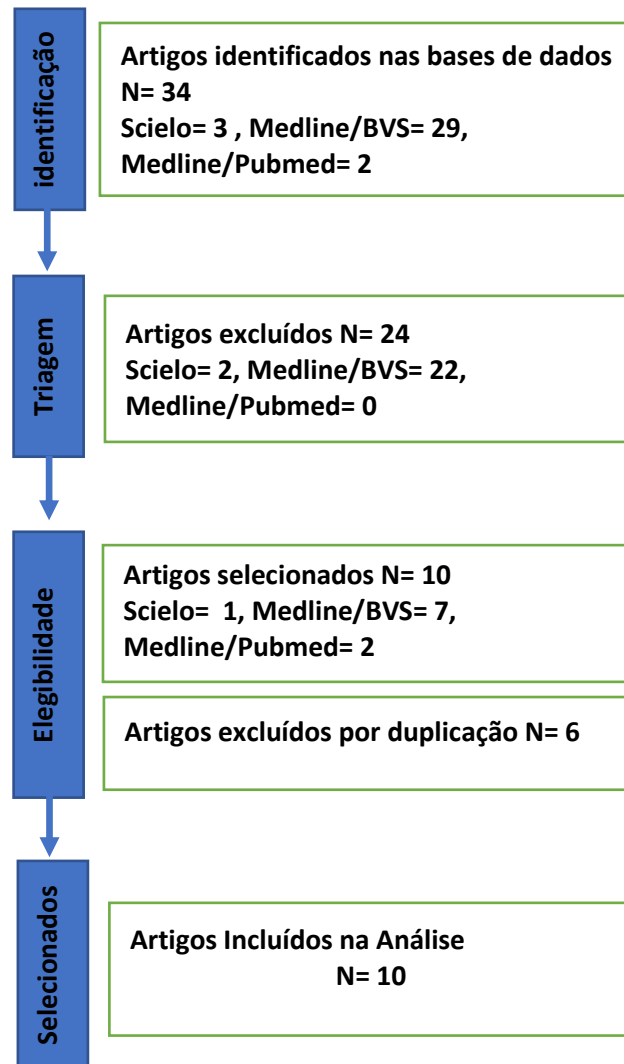 identificação
Artigos identificados nas bases de dados
N= 34
Scielo= 3 , Medline/BVS= 29,
Medline/Pubmed= 2
Triagem
Artigos excluídos N= 24
Scielo= 2, Medline/BVS= 22,
Medline/Pubmed= 0
Elegibilidade
Artigos selecionados N= 10
Scielo=  1, Medline/BVS= 7,
Medline/Pubmed= 2
Artigos excluídos por duplicação N= 6
Selecionados
Artigos Incluídos na Análise
N= 10